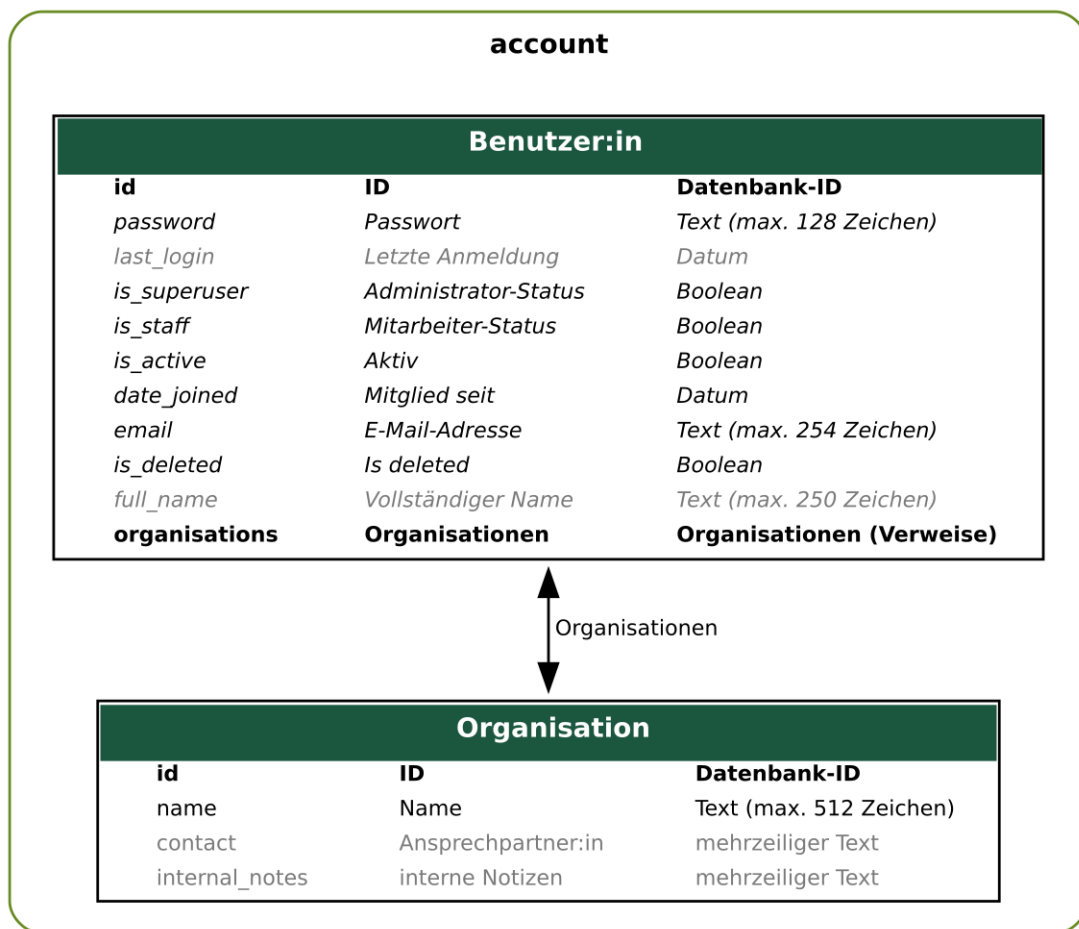 account
Benutzer:in
id ID Datenbank-ID
password Passwort Text (max. 128 Zeichen)
last_login Letzte Anmeldung Datum
is_superuser Administrator-Status Boolean
is_staff Mitarbeiter-Status Boolean
is_active Aktiv Boolean
date_joined Mitglied seit Datum
email E-Mail-Adresse Text (max. 254 Zeichen)
is_deleted Is deleted Boolean
full_name Vollständiger Name Text (max. 250 Zeichen)
organisations Organisationen Organisationen (Verweise)
Organisationen
Organisation
id ID Datenbank-ID
name Name Text (max. 512 Zeichen)
contact Ansprechpartner:in mehrzeiliger Text
internal_notes interne Notizen mehrzeiliger Text